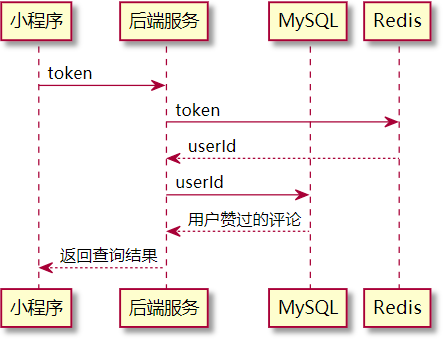 小程序 后端服务 MySQL Redis
token
token
userId
userId
用户赞过的评论
返回查询结果
小程序 后端服务 MySQL Redis